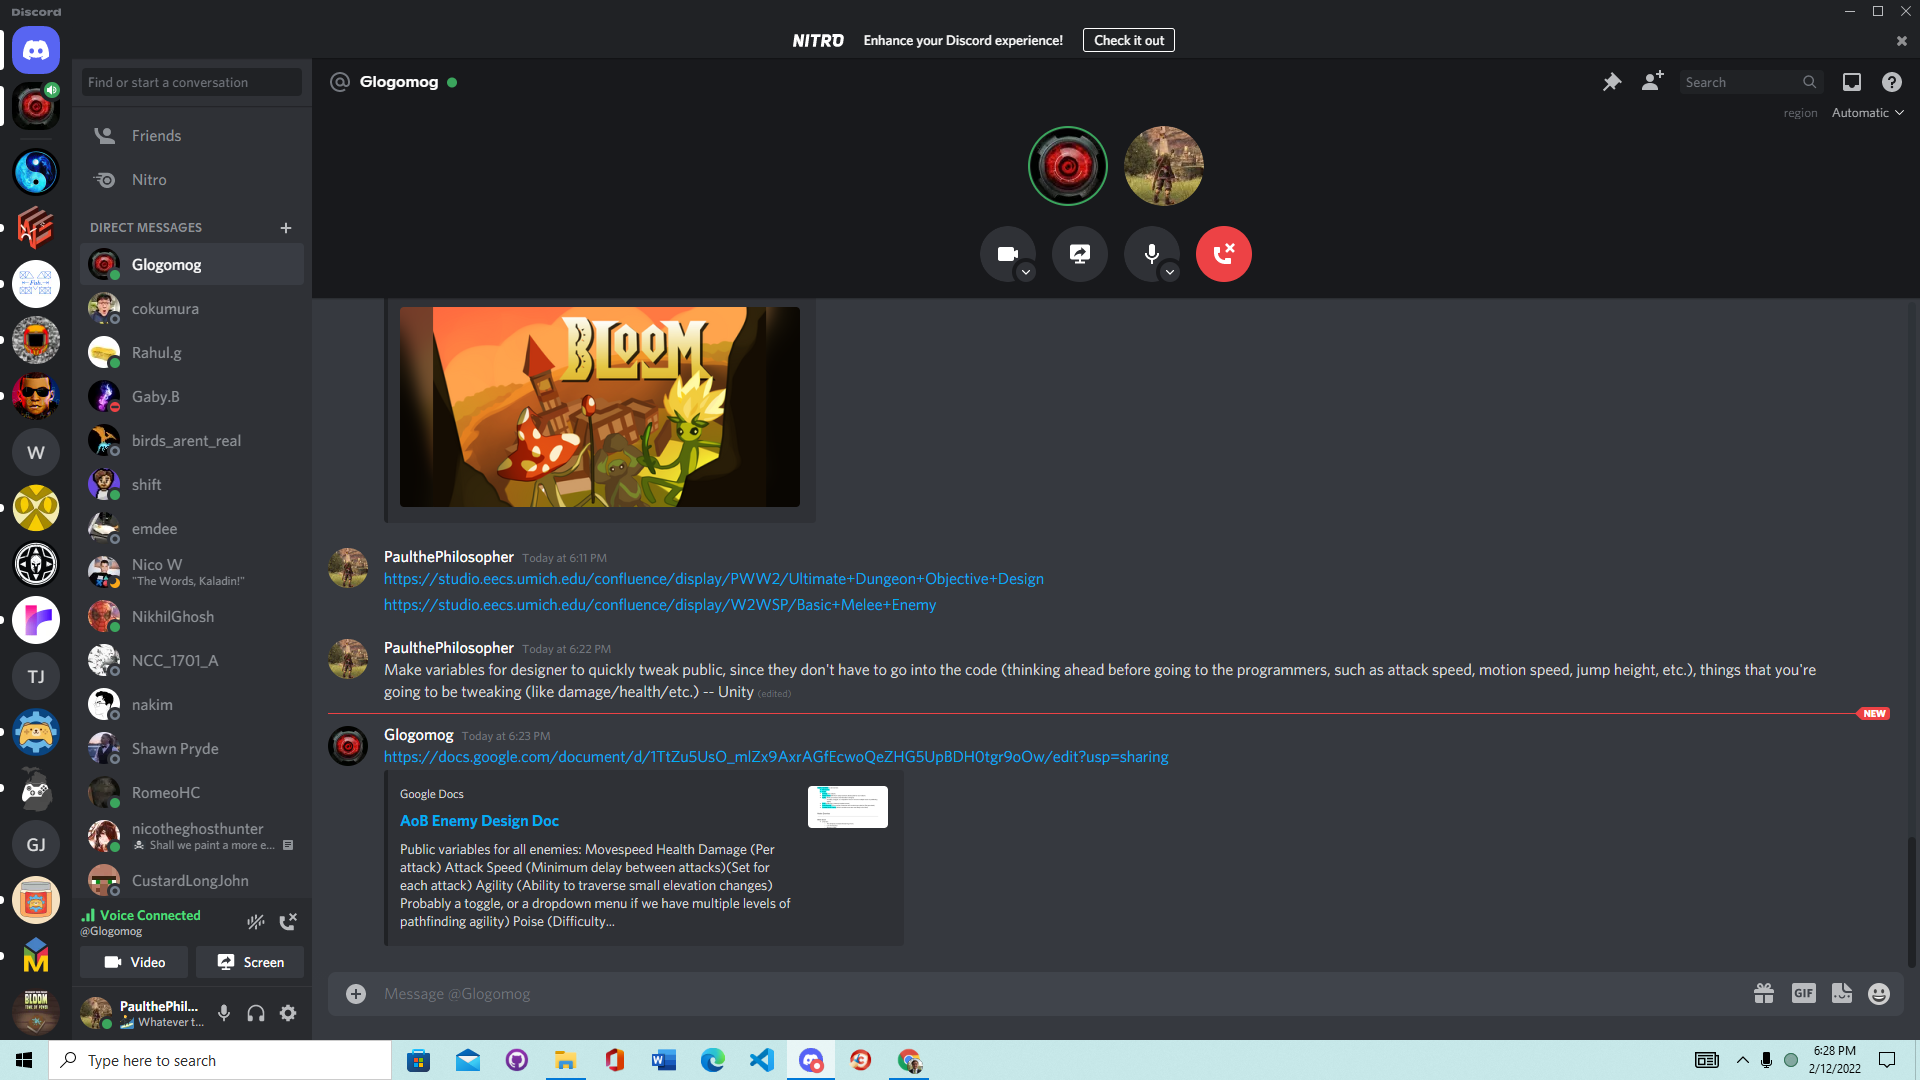 Discord
NITRO Enhance your Discord experience! Check it out
Find or start a conversation
Glogomog
Search
region Automatic
Friends
Nitro
DIRECT MESSAGES
Glogomog
cokumura
Rahul.g
Gaby.B
birds_arent_real
W
shift
emdee
Nico W
"The Words, Kaladin!"
NikhilGhosh
NCC_1701_A
TJ
nakim
Shawn Pryde
RomeoHC
nicotheghosthunter
Shall we paint a more e...
GJ
CustardLongJohn
Voice Connected
@Glogomog
Video Screen
PaulthePhil...
Whatever t...
BLOOM
BLOOM
PaulthePhilosopher Today at 6:11 PM
https://studio.eecs.umich.edu/confluence/display/PWW2/Ultimate+Dungeon+Objective+Design
https://studio.eecs.umich.edu/confluence/display/W2WSP/Basic+Melee+Enemy
PaulthePhilosopher Today at 6:22 PM
Make variables for designer to quickly tweak public, since they don't have to go into the code (thinking ahead before going to the programmers, such as attack speed, motion speed, jump height, etc.), things that you're
going to be tweaking (like damage/health/etc.) -- Unity (edited)
NEW
Glogomog Today at 6:23 PM
https://docs.google.com/document/d/1TtZu5UsO_mlZx9AxrAGfEcwoQeZHG5UpBDH0tgr9oOw/edit?usp=sharing
Google Docs
AoB Enemy Design Doc
Public variables for all enemies: Movespeed Health Damage (Per
attack) Attack Speed (Minimum delay between attacks)(Set for
each attack) Agility (Ability to traverse small elevation changes)
Probably a toggle, or a dropdown menu if we have multiple levels of
pathfinding agility) Poise (Difficulty...
Message @Glogomog
GIF
Type here to search
6:28 PM
2/12/2022